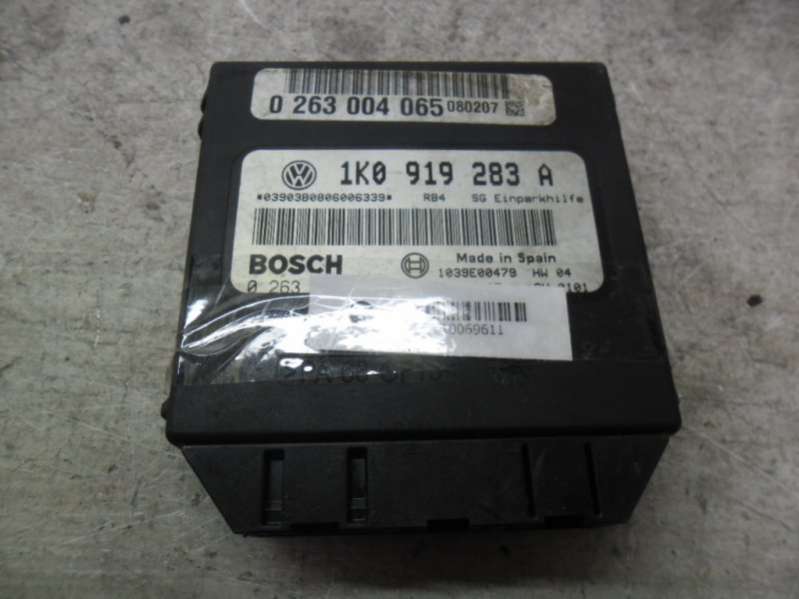 0 263 004 065 080207
1K0 919 283 A
*03903B0806006339* RB4 SG Einparkhilfe
BOSCH Made in Spain
1039E00479 HW 04
0 263
0069611